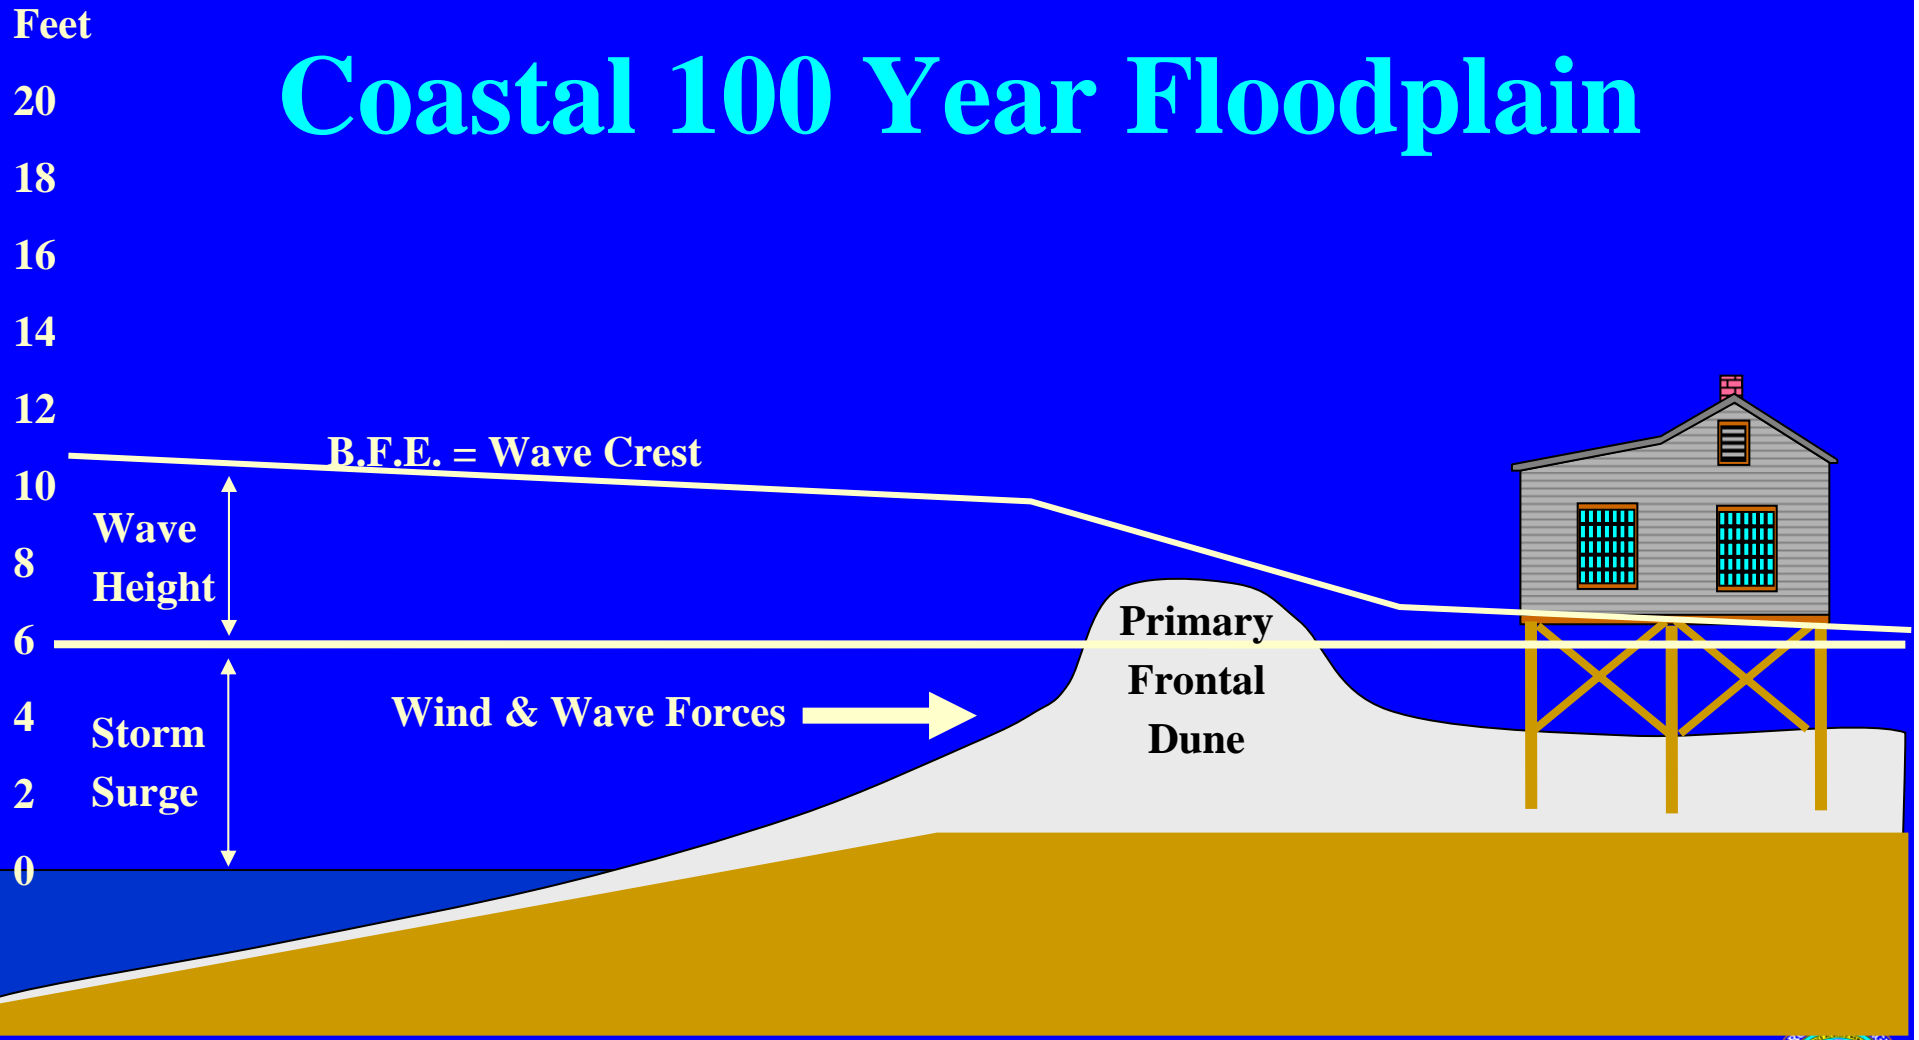 Feet
Coastal 100 Year Floodplain
20
18
16
14
12
B.F.E. = Wave Crest
10
Wave
Height
8
6
Primary
Frontal
Dune
Wind & Wave Forces
4
Storm
Surge
2
0